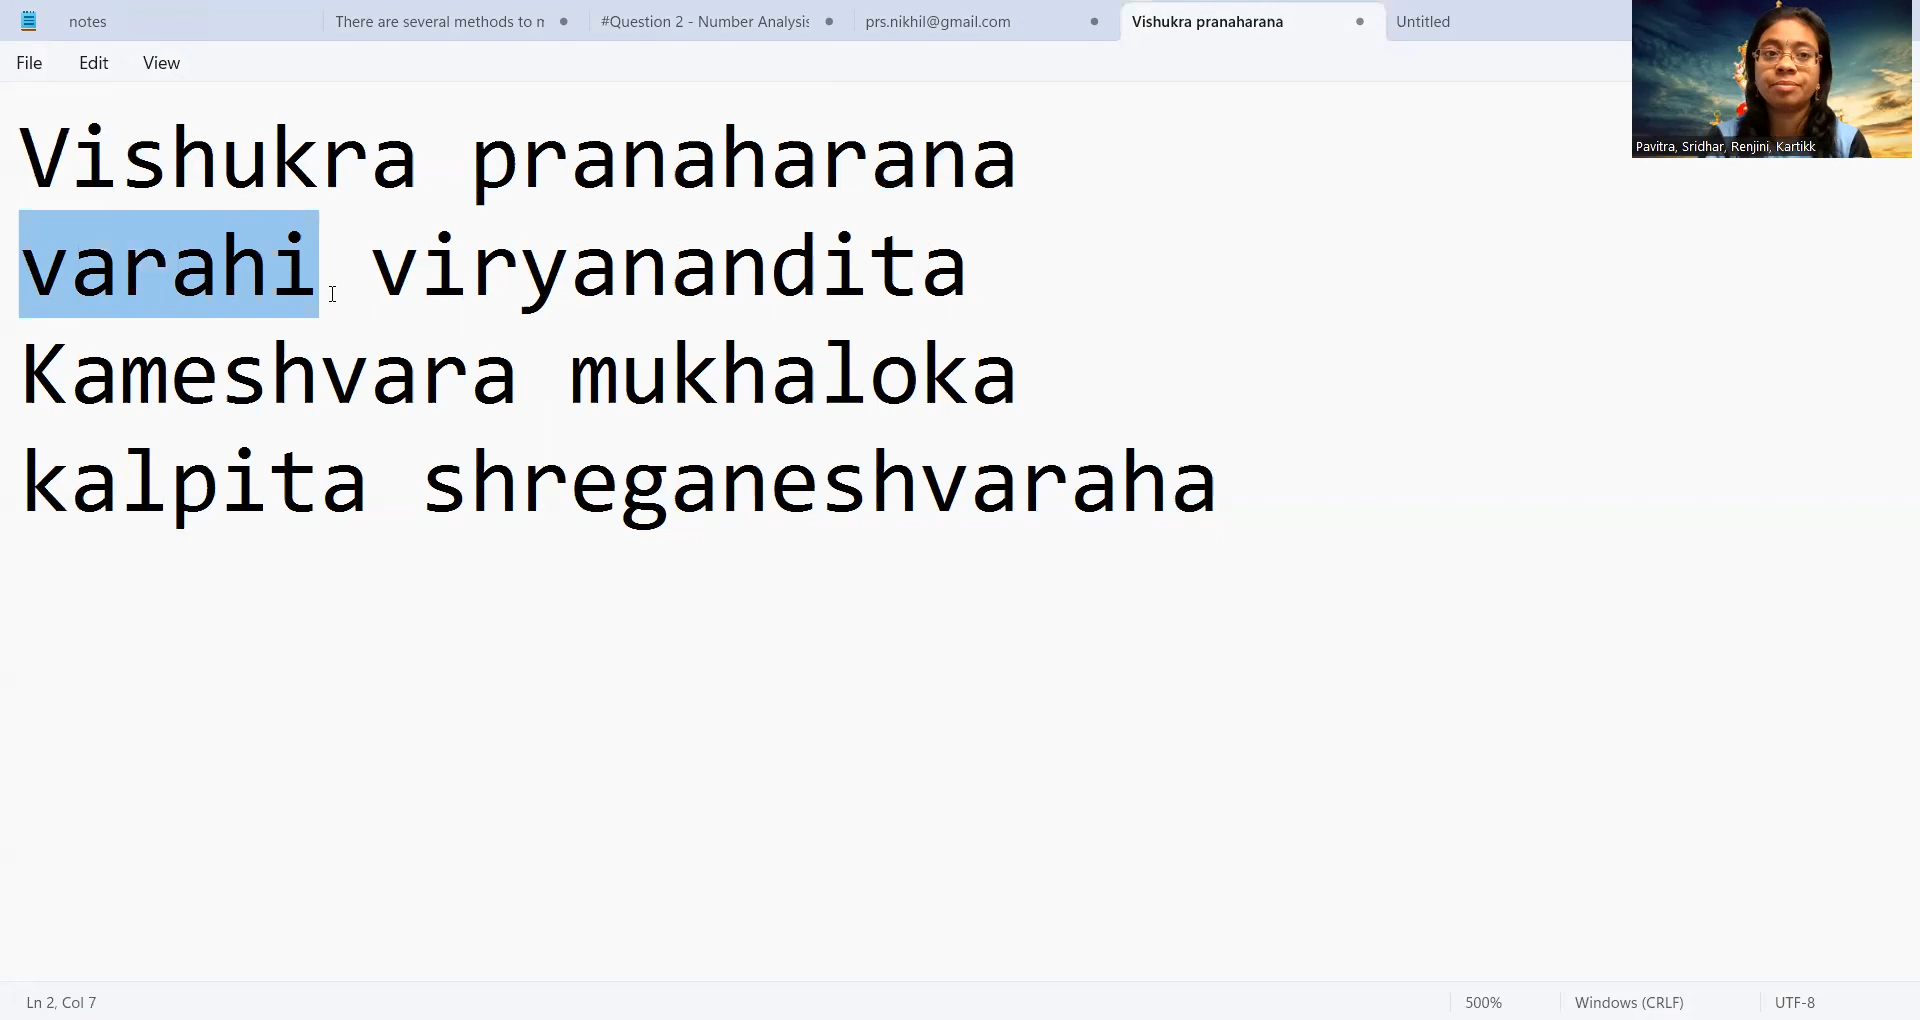 notes There are several methods to n #Question 2 - Number Analysis prs.nikhil@gmail.com Vishukra pranaharana Untitled
File Edit View
Pavitra, Sridhar, Renjini, Kartikk
Vishukra pranaharana
varahi viryanandita
Kameshvara mukhaloka
kalpita shreganeshvaraha
Ln 2, Col 7 500% Windows (CRLF) UTF-8